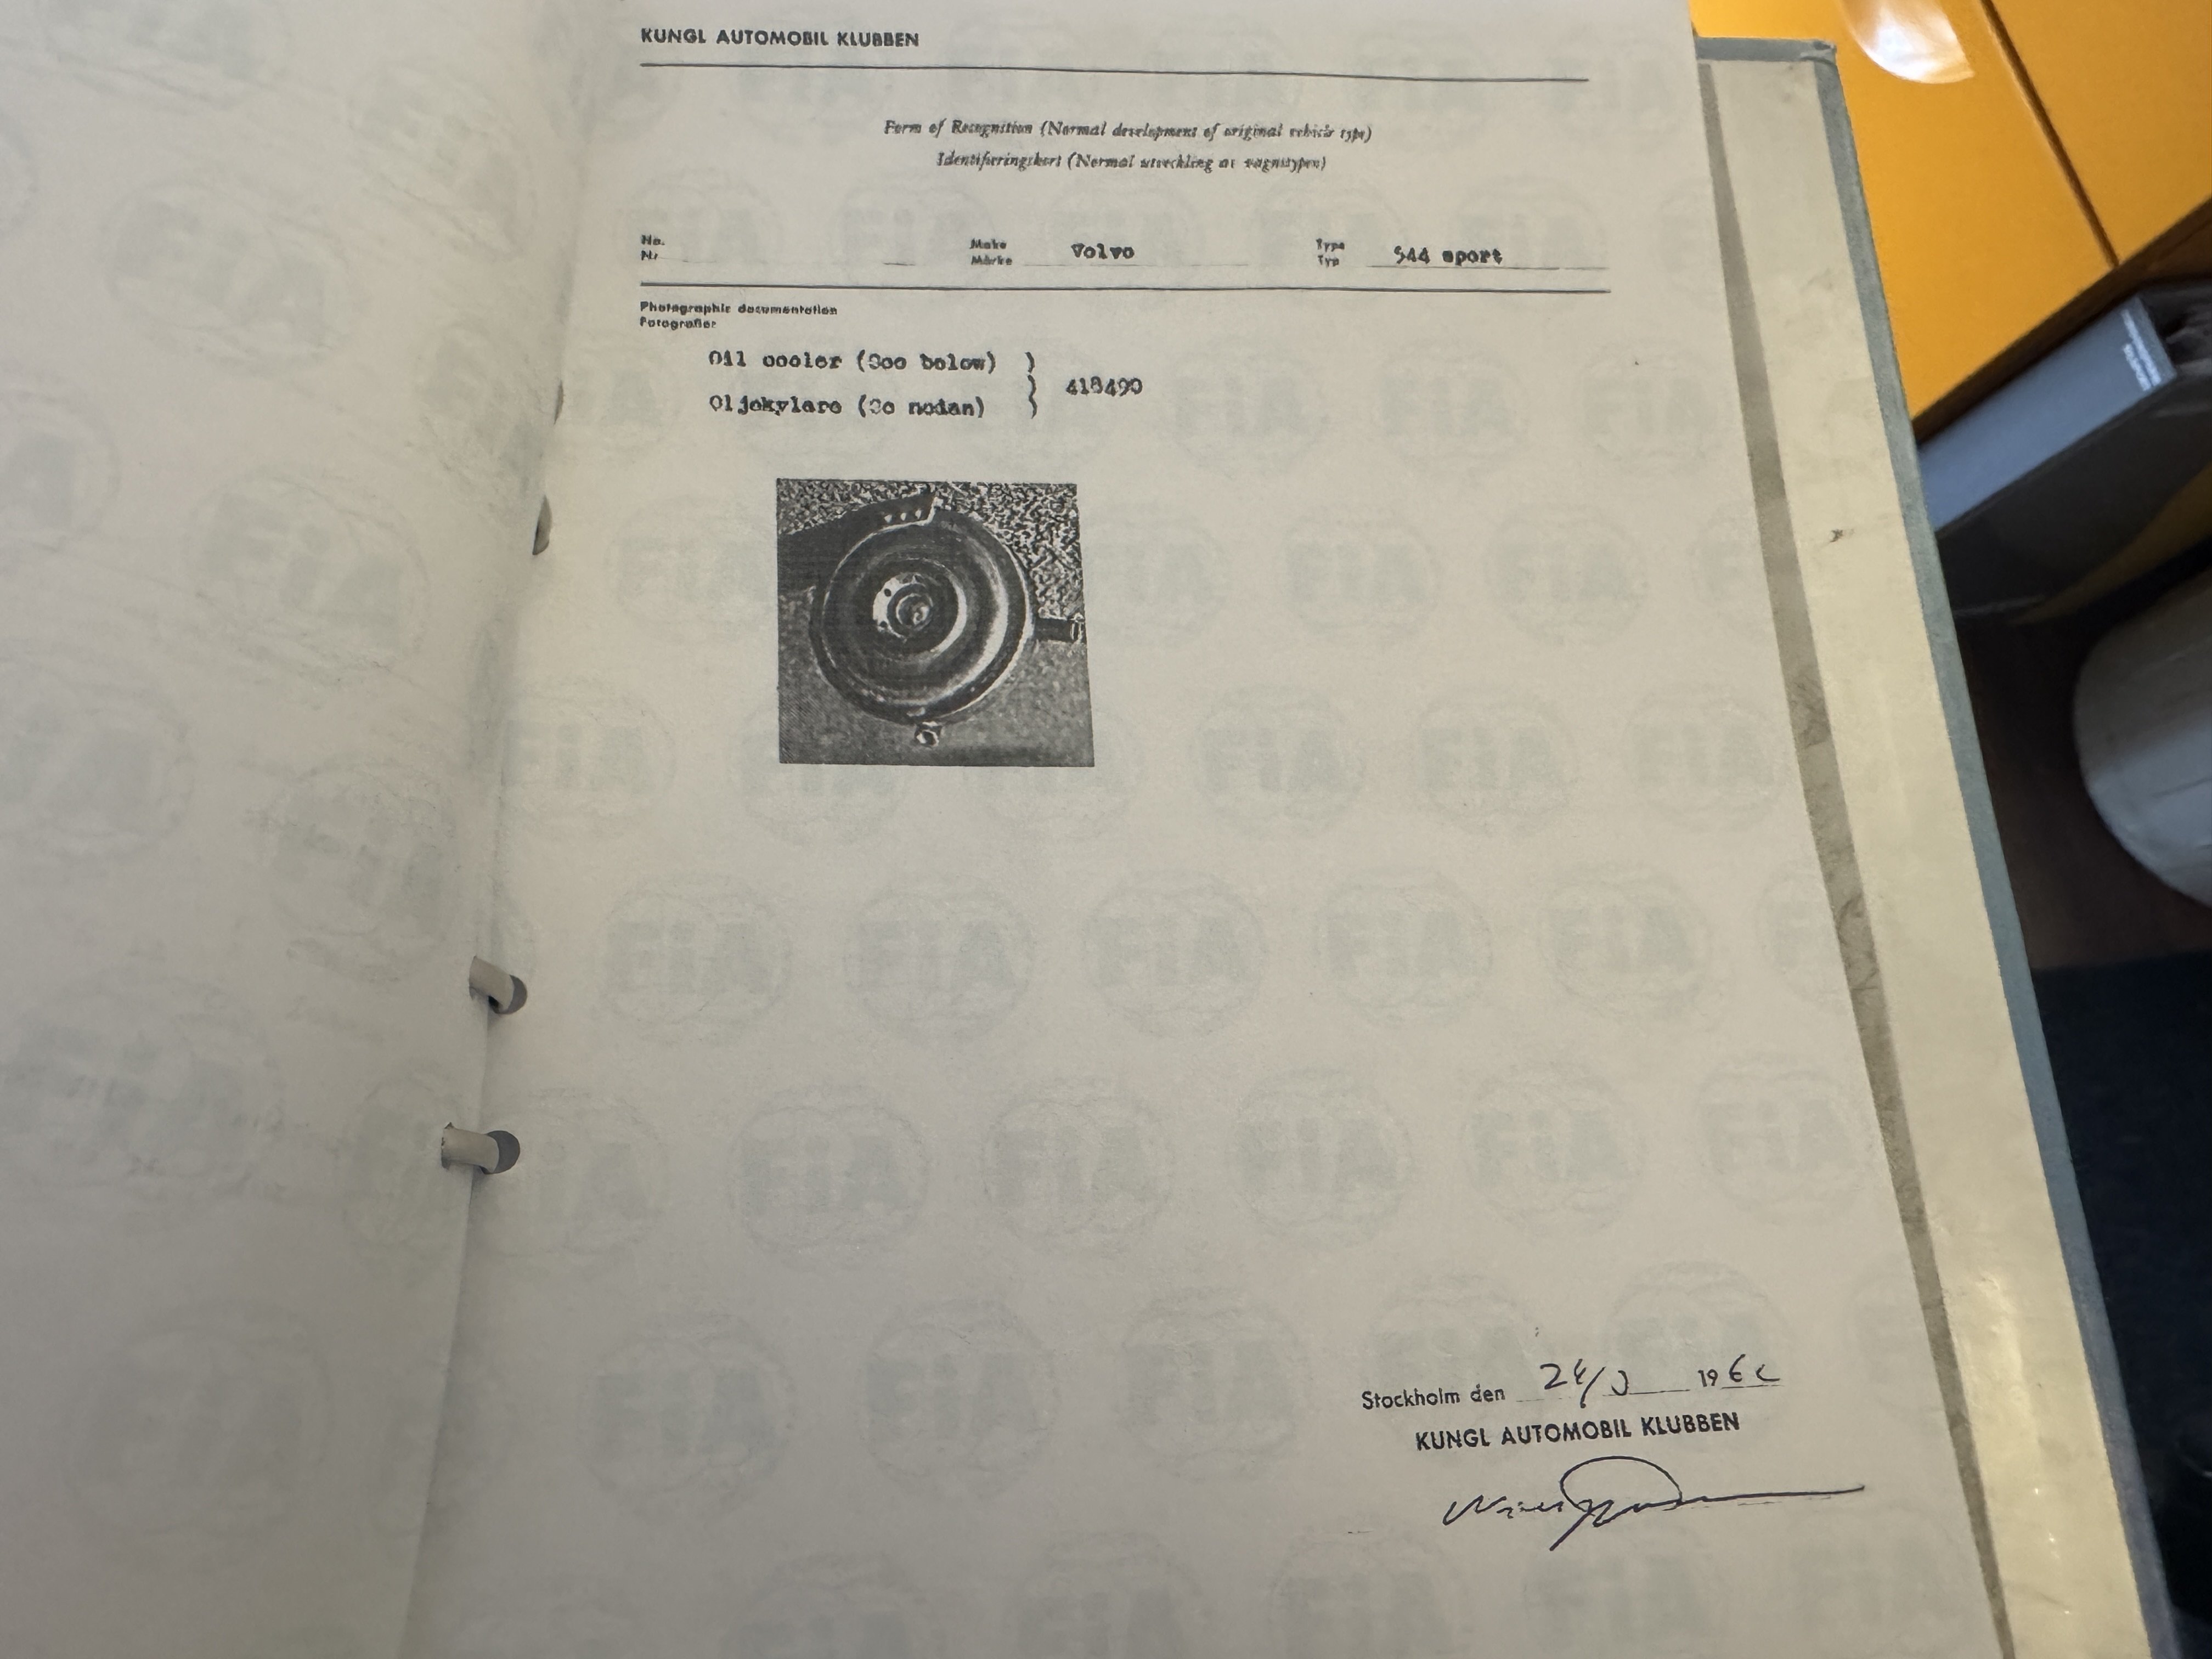 KUNGL AUTOMOBIL KLUBBEN
Form of Recognition (Normal development of original vehicle type)
Identifieringskort (Normal utveckling av vagnstypen)
No.
Nr
Make
Märke
Volvo
Type
Typ
544 sport
Photographic documentation
Fotografier
Oil cooler (See below) }
} 418490
Oljekylare (Se nedan) }
Stockholm den 24/ 196
KUNGL AUTOMOBIL KLUBBEN